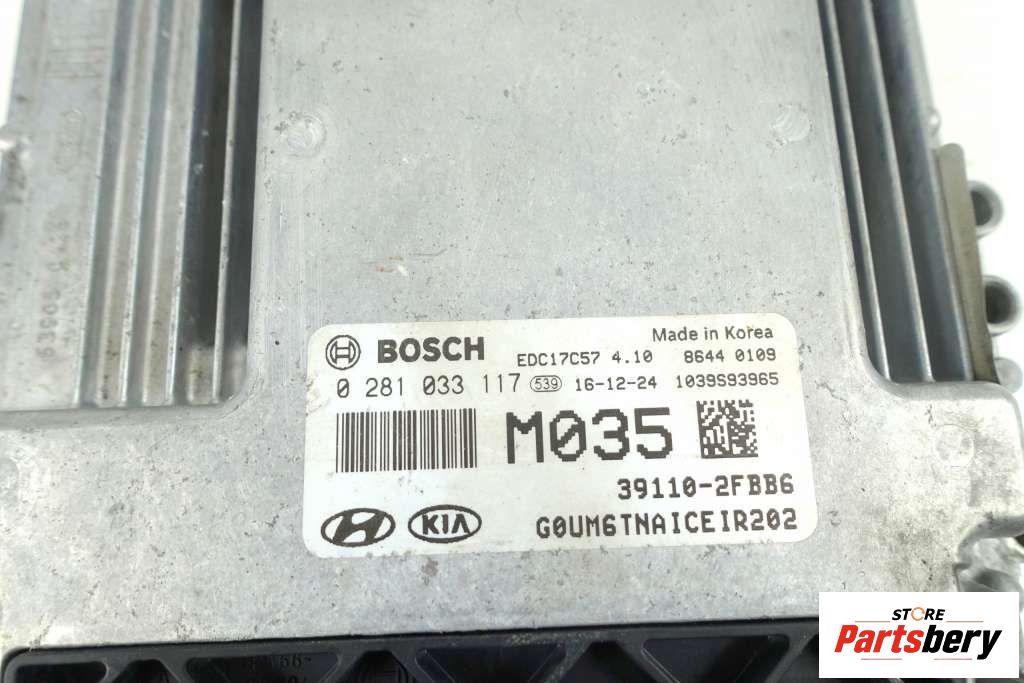 BOSCH
Made in Korea
EDC17C57 4.10 8644 0109
0 281 033 117 539 16-12-24 1039S93965
M035
39110-2FBB6
KIA
G0UM6TNAICEIR202
STORE
Partsbery